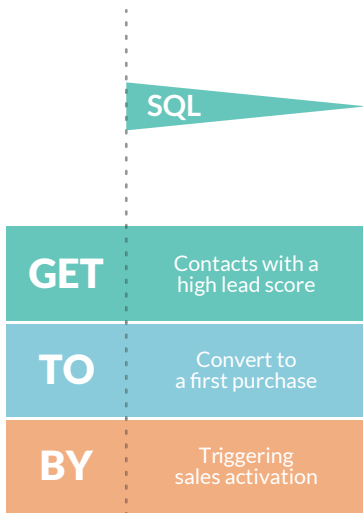 SQL
GET
Contacts with a
high lead score
TO
Convert to
a first purchase
BY
Triggering
sales activation